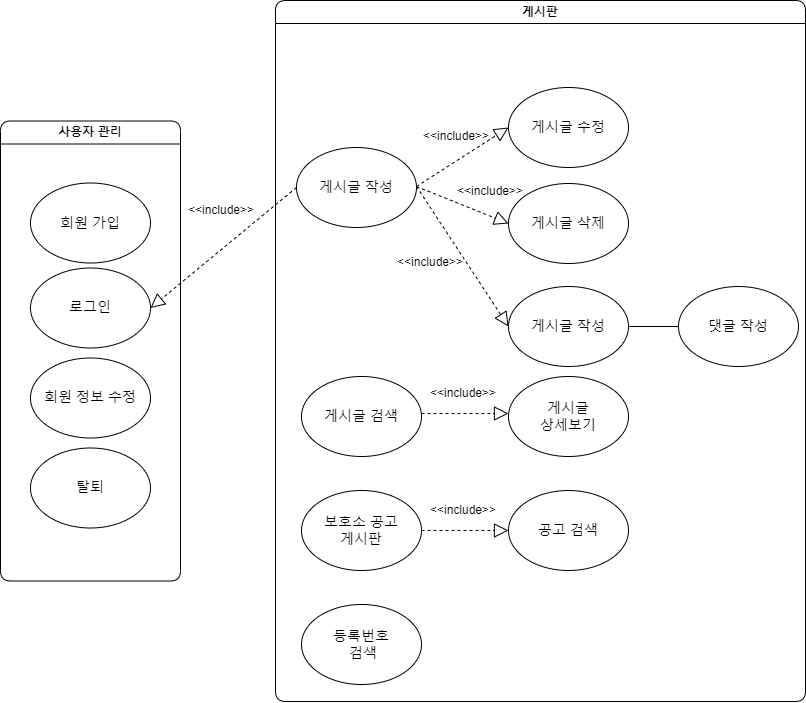 게시판
사용자 관리
회원 가입
로그인
회원 정보 수정
탈퇴
<<include>>
게시글 작성
<<include>>
게시글 수정
<<include>>
게시글 삭제
<<include>>
게시글 작성
댓글 작성
게시글 검색
<<include>>
게시글
상세보기
보호소 공고
게시판
<<include>>
공고 검색
등록번호
검색